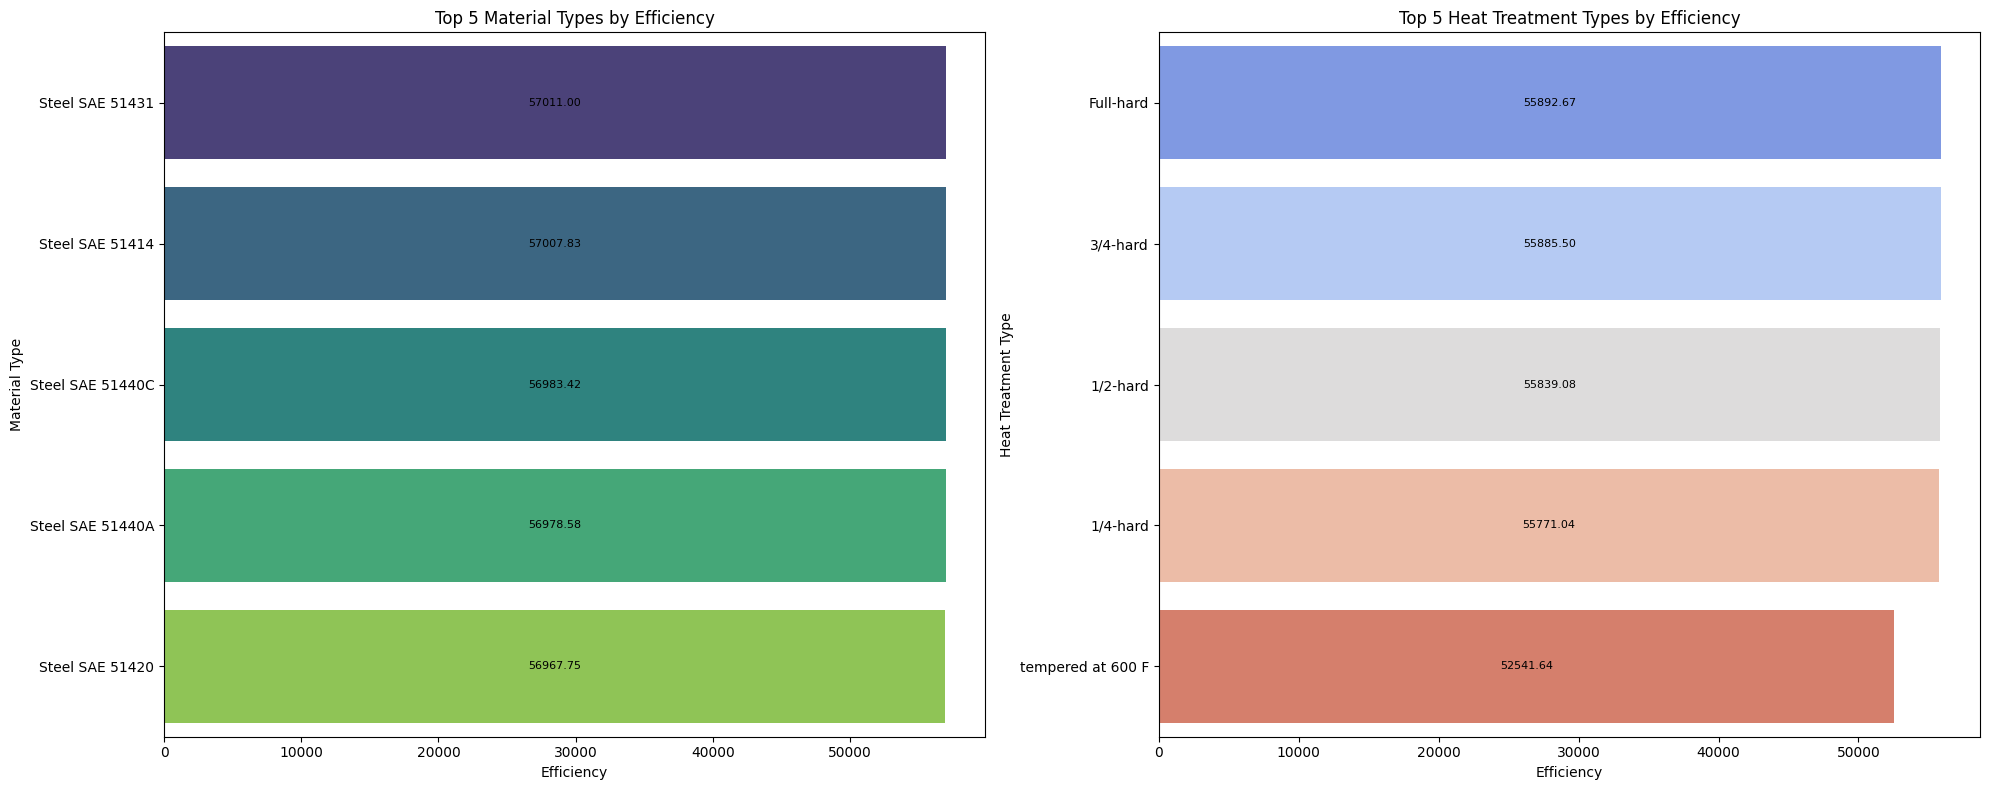 Top 5 Material Types by Efficiency
Material Type
Steel SAE 51431
57011.00
Steel SAE 51414
57007.83
Steel SAE 51440C
56983.42
Steel SAE 51440A
56978.58
Steel SAE 51420
56967.75
0 10000 20000 30000 40000 50000
Efficiency
Top 5 Heat Treatment Types by Efficiency
Heat Treatment Type
Full-hard
55892.67
3/4-hard
55885.50
1/2-hard
55839.08
1/4-hard
55771.04
tempered at 600 F
52541.64
0 10000 20000 30000 40000 50000
Efficiency